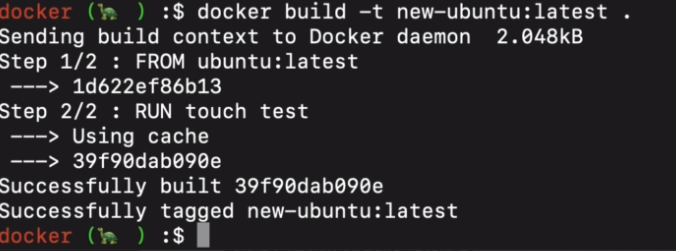 docker (🐢 ) :$ docker build -t new-ubuntu:latest .
Sending build context to Docker daemon  2.048kB
Step 1/2 : FROM ubuntu:latest
 ---> 1d622ef86b13
Step 2/2 : RUN touch test
 ---> Using cache
 ---> 39f90dab090e
Successfully built 39f90dab090e
Successfully tagged new-ubuntu:latest
docker (🐢 ) :$